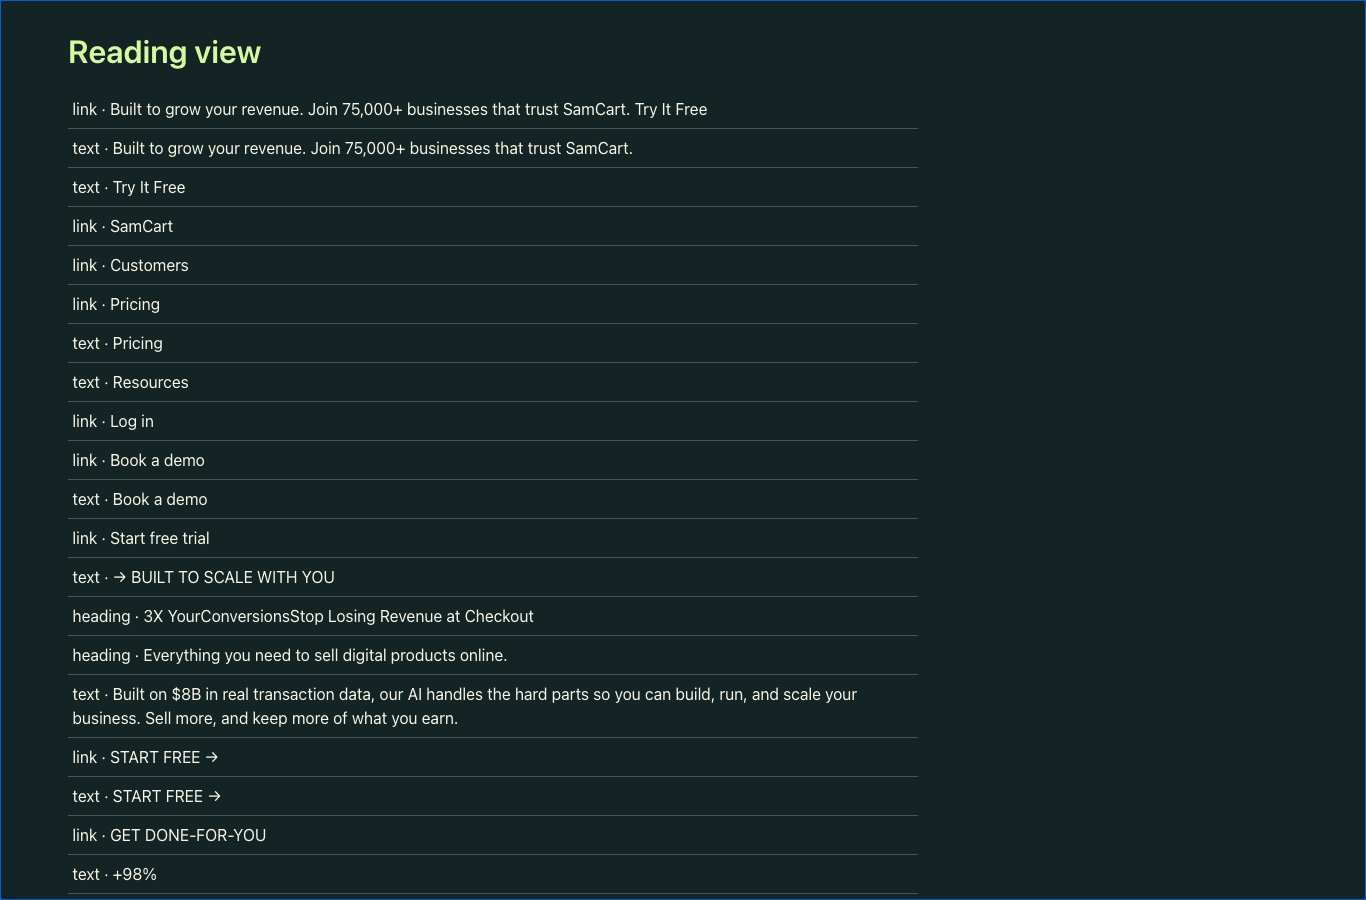 Reading view
link · Built to grow your revenue. Join 75,000+ businesses that trust SamCart. Try It Free
text · Built to grow your revenue. Join 75,000+ businesses that trust SamCart.
text · Try It Free
link · SamCart
link · Customers
link · Pricing
text · Pricing
text · Resources
link · Log in
link · Book a demo
text · Book a demo
link · Start free trial
text · → BUILT TO SCALE WITH YOU
heading · 3X YourConversionsStop Losing Revenue at Checkout
heading · Everything you need to sell digital products online.
text · Built on $8B in real transaction data, our AI handles the hard parts so you can build, run, and scale your
business. Sell more, and keep more of what you earn.
link · START FREE →
text · START FREE →
link · GET DONE-FOR-YOU
text · +98%